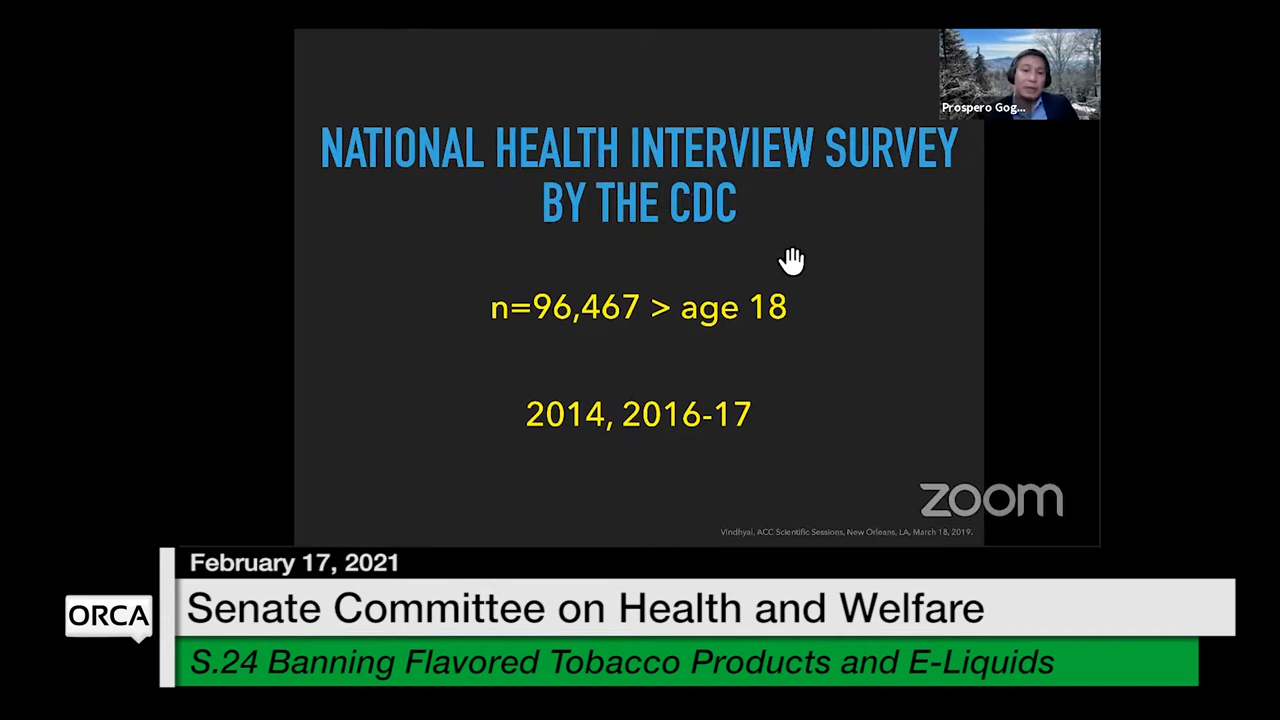 Prospero Gog...
NATIONAL HEALTH INTERVIEW SURVEY
BY THE CDC
n=96,467 > age 18
2014, 2016-17
zoom
Vindhyal, ACC Scientific Sessions, New Orleans, LA, March 18, 2019.
February 17, 2021
ORCA
Senate Committee on Health and Welfare
S.24 Banning Flavored Tobacco Products and E-Liquids